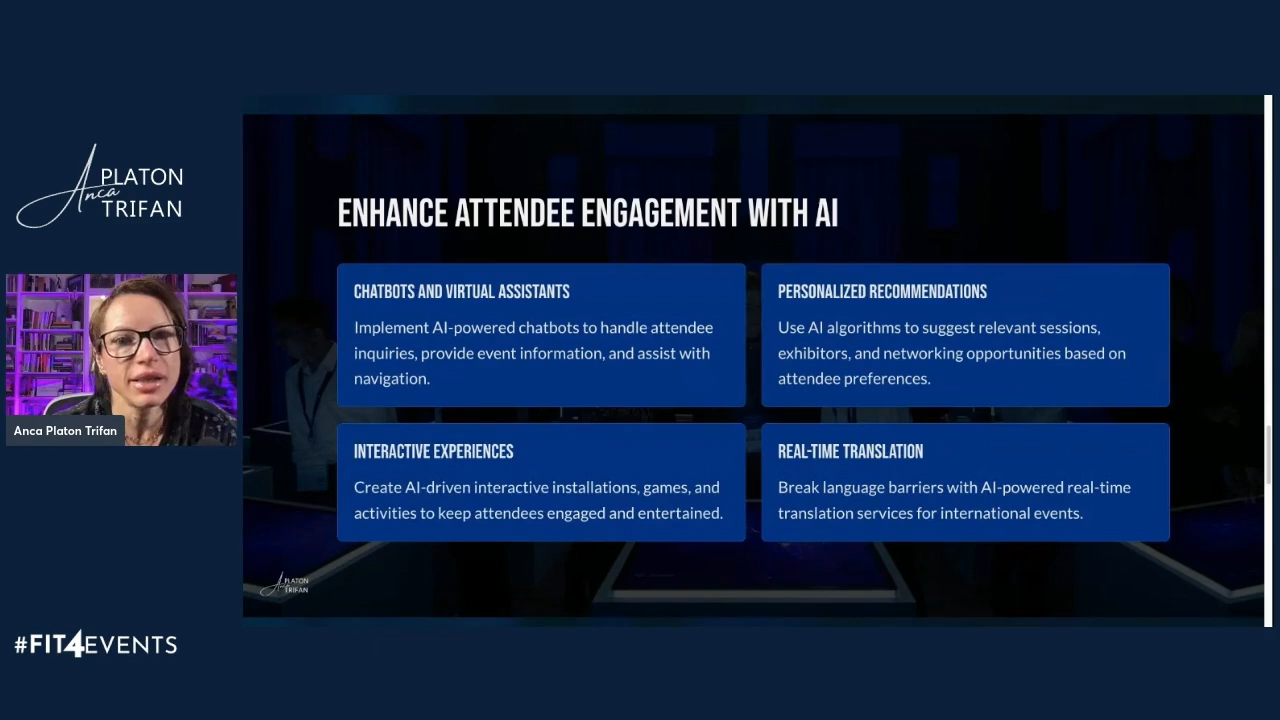 PLATON
Anca
TRIFAN
Anca Platon Trifan
#FIT4EVENTS
ENHANCE ATTENDEE ENGAGEMENT WITH AI
CHATBOTS AND VIRTUAL ASSISTANTS
Implement AI-powered chatbots to handle attendee
inquiries, provide event information, and assist with
navigation.
PERSONALIZED RECOMMENDATIONS
Use AI algorithms to suggest relevant sessions,
exhibitors, and networking opportunities based on
attendee preferences.
INTERACTIVE EXPERIENCES
Create AI-driven interactive installations, games, and
activities to keep attendees engaged and entertained.
REAL-TIME TRANSLATION
Break language barriers with AI-powered real-time
translation services for international events.
PLATON
TRIFAN